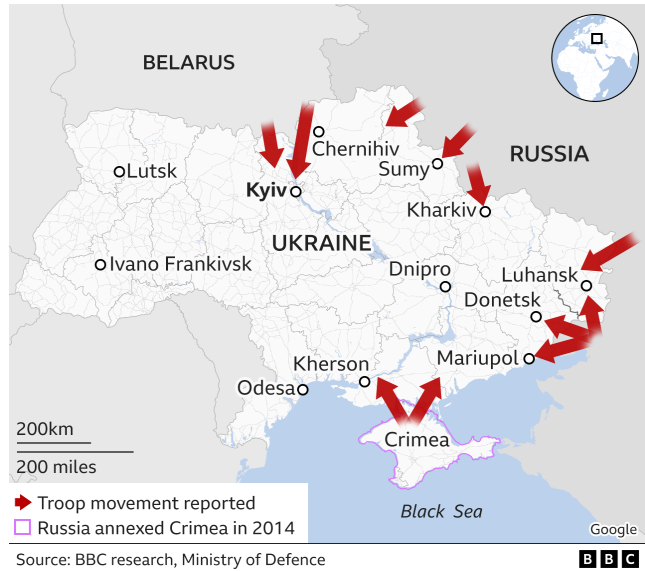 BELARUS
RUSSIA
Chernihiv
Sumy
Lutsk
Kyiv
Kharkiv
UKRAINE
Ivano Frankivsk
Dnipro
Luhansk
Donetsk
Mariupol
Kherson
Odesa
Crimea
200km
200 miles
Black Sea
Troop movement reported
Russia annexed Crimea in 2014
Google
Source: BBC research, Ministry of Defence
BBC